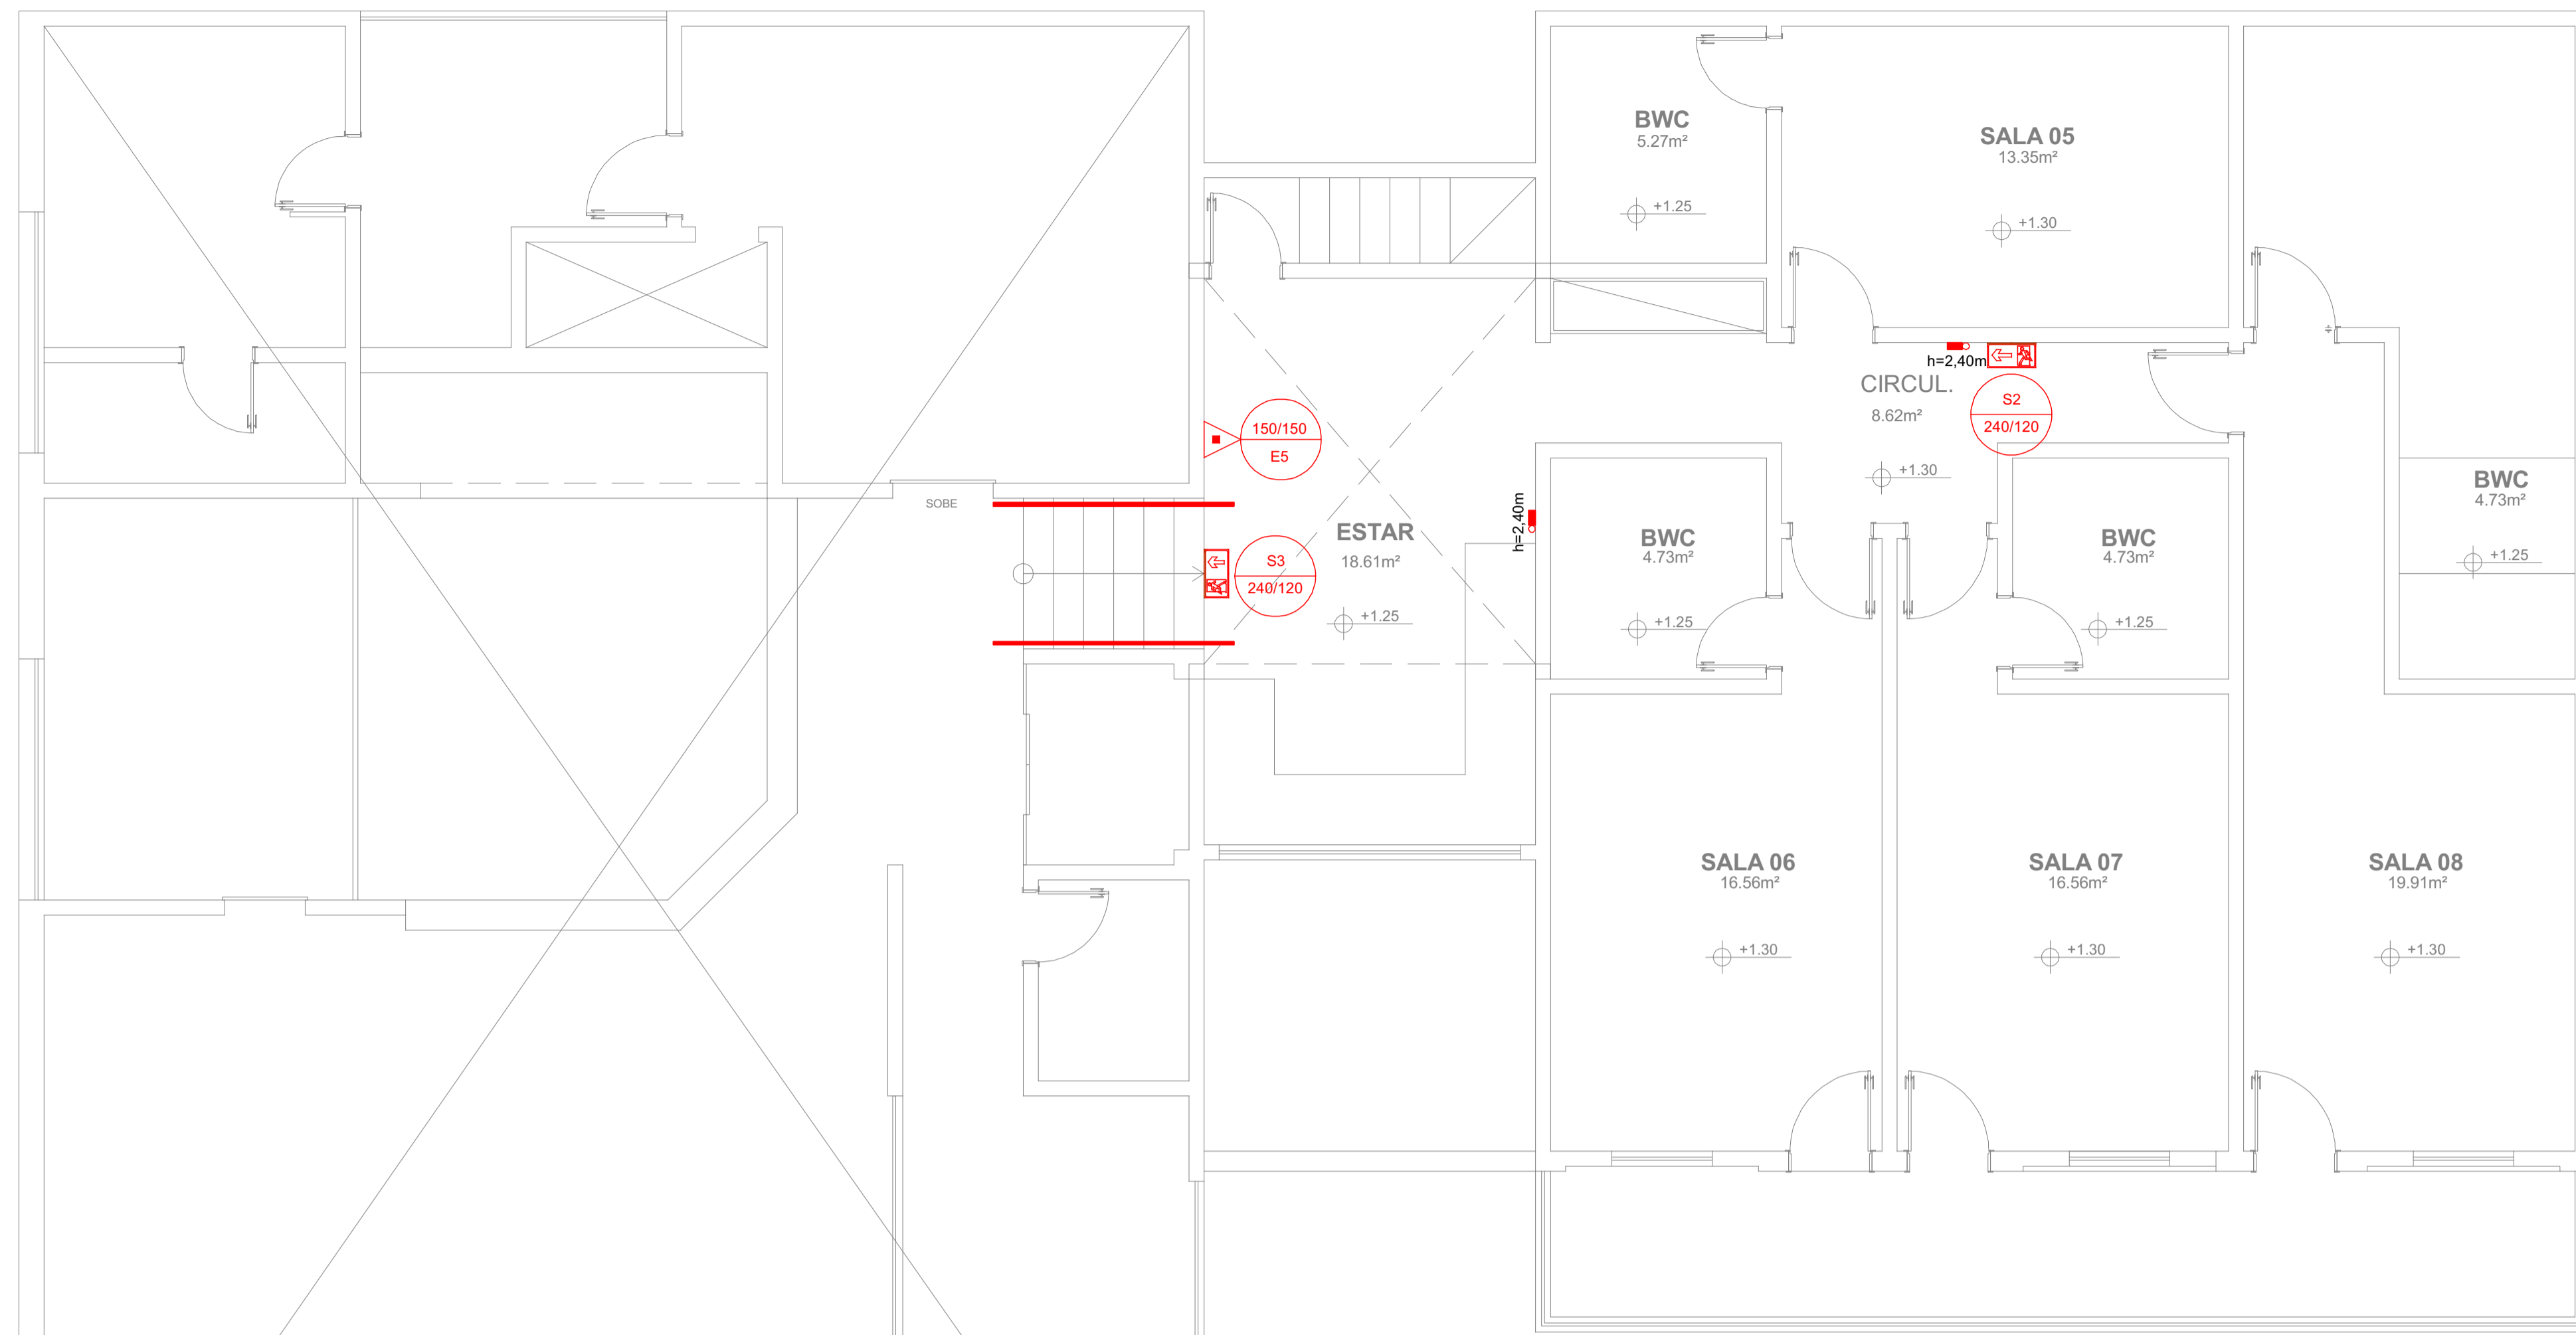 BWC
5.27m²
+1.25
SALA 05
13.35m²
+1.30
h=2,40m
CIRCUL.
8.62m²
+1.30
S2
240/120
150/150
E5
SOBE
S3
240/120
ESTAR
18.61m²
+1.25
h=2,40m
BWC
4.73m²
+1.25
BWC
4.73m²
+1.25
BWC
4.73m²
+1.25
SALA 06
16.56m²
+1.30
SALA 07
16.56m²
+1.30
SALA 08
19.91m²
+1.30